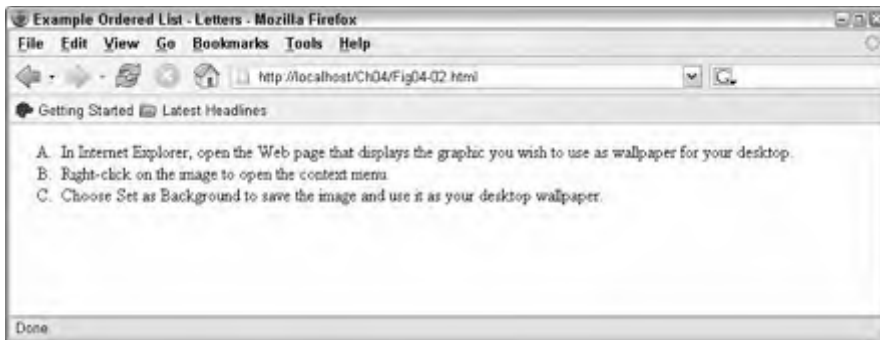 Example Ordered List - Letters - Mozilla Firefox
File Edit View Go Bookmarks Tools Help
http://localhost/Ch04/Fig04-02.html G
Getting Started Latest Headlines
A. In Internet Explorer, open the Web page that displays the graphic you wish to use as wallpaper for your desktop.
B. Right-click on the image to open the context menu
C. Choose Set as Background to save the image and use it as your desktop wallpaper.
Done